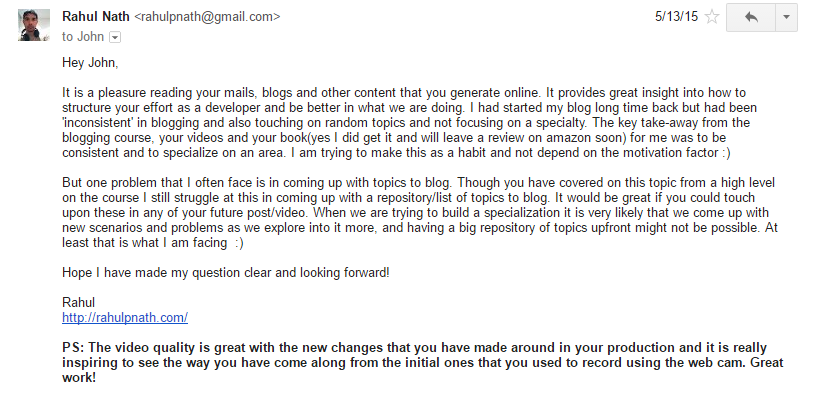 Rahul Nath <rahulpnath@gmail.com>
5/13/15
to John
Hey John,
It is a pleasure reading your mails, blogs and other content that you generate online. It provides great insight into how to
structure your effort as a developer and be better in what we are doing. I had started my blog long time back but had been
'inconsistent' in blogging and also touching on random topics and not focusing on a specialty. The key take-away from the
blogging course, your videos and your book(yes I did get it and will leave a review on amazon soon) for me was to be
consistent and to specialize on an area. I am trying to make this as a habit and not depend on the motivation factor :)
But one problem that I often face is in coming up with topics to blog. Though you have covered on this topic from a high level
on the course I still struggle at this in coming up with a repository/list of topics to blog. It would be great if you could touch
upon these in any of your future post/video. When we are trying to build a specialization it is very likely that we come up with
new scenarios and problems as we explore into it more, and having a big repository of topics upfront might not be possible. At
least that is what I am facing  :)
Hope I have made my question clear and looking forward!
Rahul
http://rahulpnath.com/
PS: The video quality is great with the new changes that you have made around in your production and it is really
inspiring to see the way you have come along from the initial ones that you used to record using the web cam. Great
work!